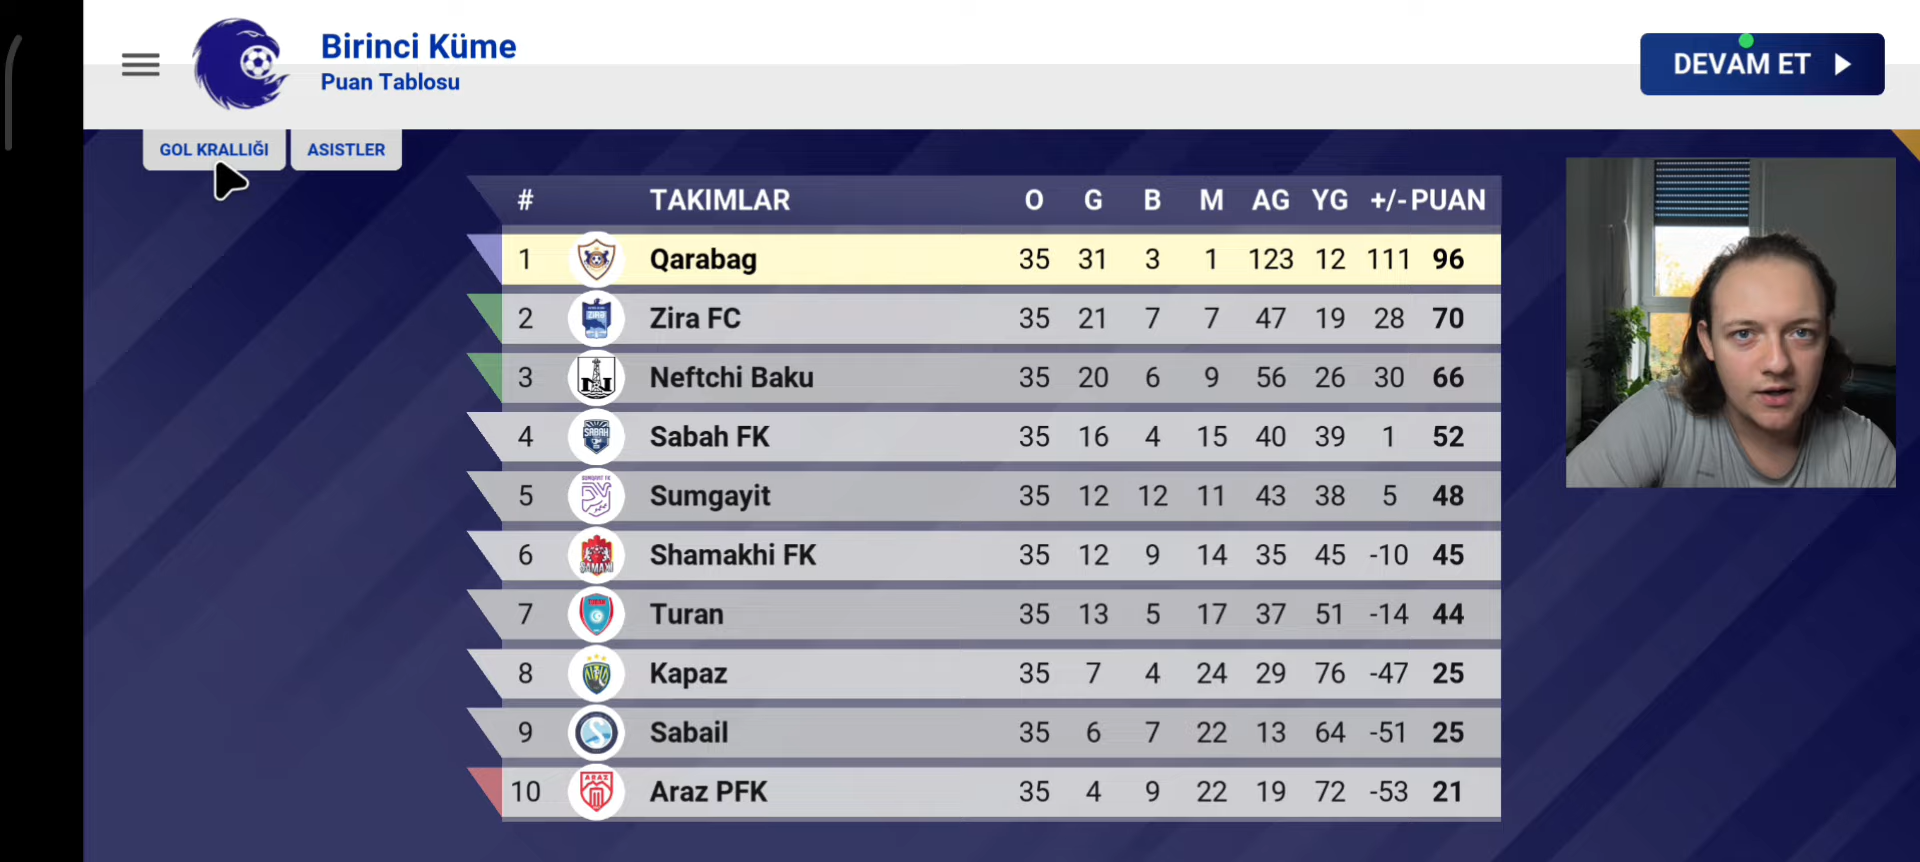 Birinci Küme
Puan Tablosu
DEVAM ET
GOL KRALLIĞI ASISTLER
# TAKIMLAR O G B M AG YG +/- PUAN
1 Qarabag 35 31 3 1 123 12 111 96
2 Zira FC 35 21 7 7 47 19 28 70
3 Neftchi Baku 35 20 6 9 56 26 30 66
4 SABAH Sabah FK 35 16 4 15 40 39 1 52
5 Sumgayit 35 12 12 11 43 38 5 48
6 Shamakhi FK 35 12 9 14 35 45 -10 45
7 Turan 35 13 5 17 37 51 -14 44
8 Kapaz 35 7 4 24 29 76 -47 25
9 Sabail 35 6 7 22 13 64 -51 25
10 ARAZ Araz PFK 35 4 9 22 19 72 -53 21